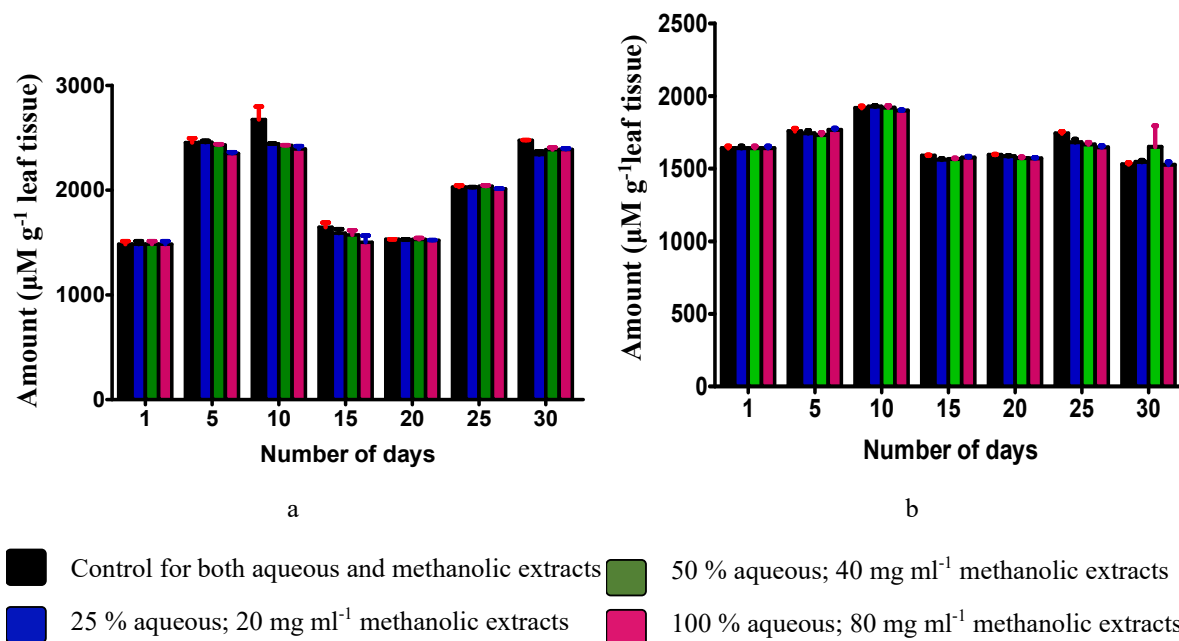 Amount (µM g-1 leaf tissue)
3000
2000
1000
0
1 5 10 15 20 25 30
Number of days
a
Amount (µM g-1leaf tissue)
2500
2000
1500
1000
500
0
1 5 10 15 20 25 30
Number of days
b
Control for both aqueous and methanolic extracts
25 % aqueous; 20 mg ml-1 methanolic extracts
50 % aqueous; 40 mg ml-1 methanolic extracts
100 % aqueous; 80 mg ml-1 methanolic extracts